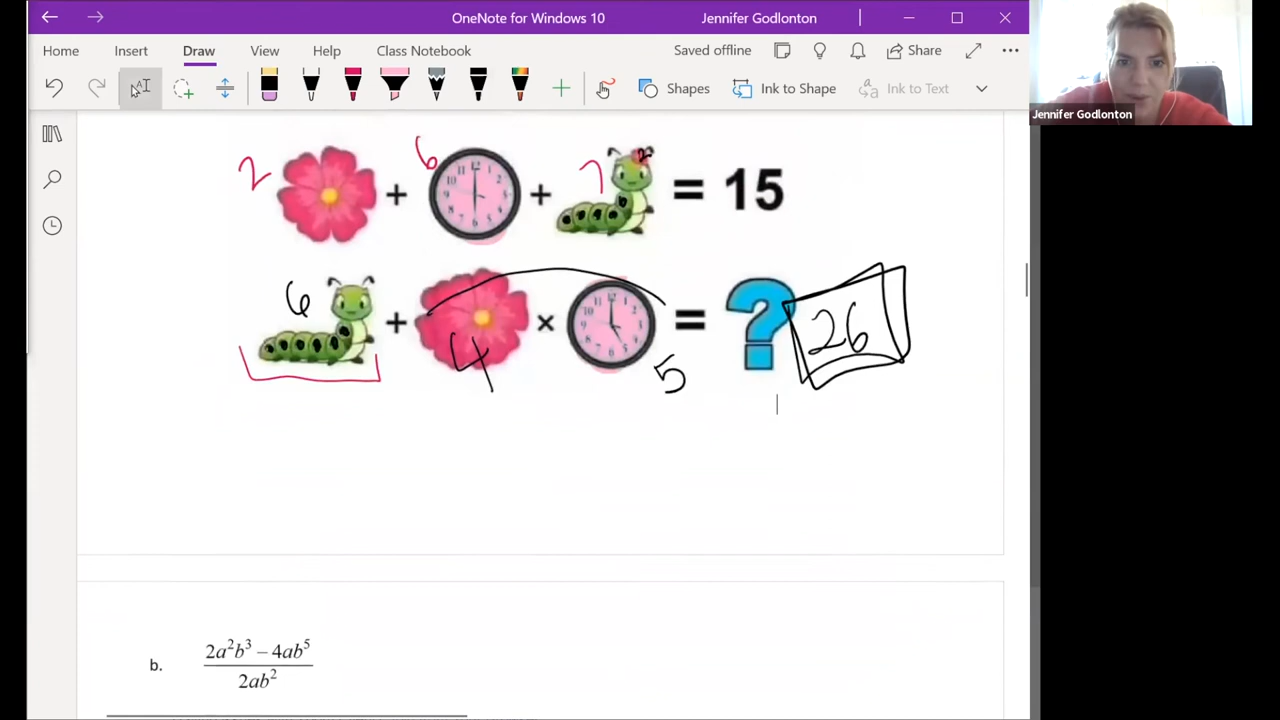 OneNote for Windows 10
Jennifer Godlonton
Home Insert Draw View Help Class Notebook
Saved offline
Share
Shapes
Ink to Shape
Ink to Text
Jennifer Godlonton
2 + 6 + 7 = 15
6 + 4 × 5 = ? 26
b. 2a²b³ – 4ab⁵
2ab²